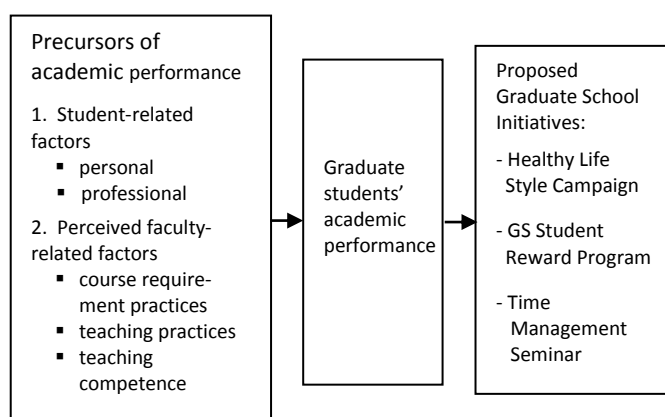 Precursors of
academic performance
1. Student-related
factors
▪ personal
▪ professional
2. Perceived faculty-
related factors
▪ course require-
ment practices
▪ teaching practices
▪ teaching
competence
Graduate
students’
academic
performance
Proposed
Graduate School
Initiatives:
- Healthy Life
Style Campaign
- GS Student
Reward Program
- Time
Management
Seminar